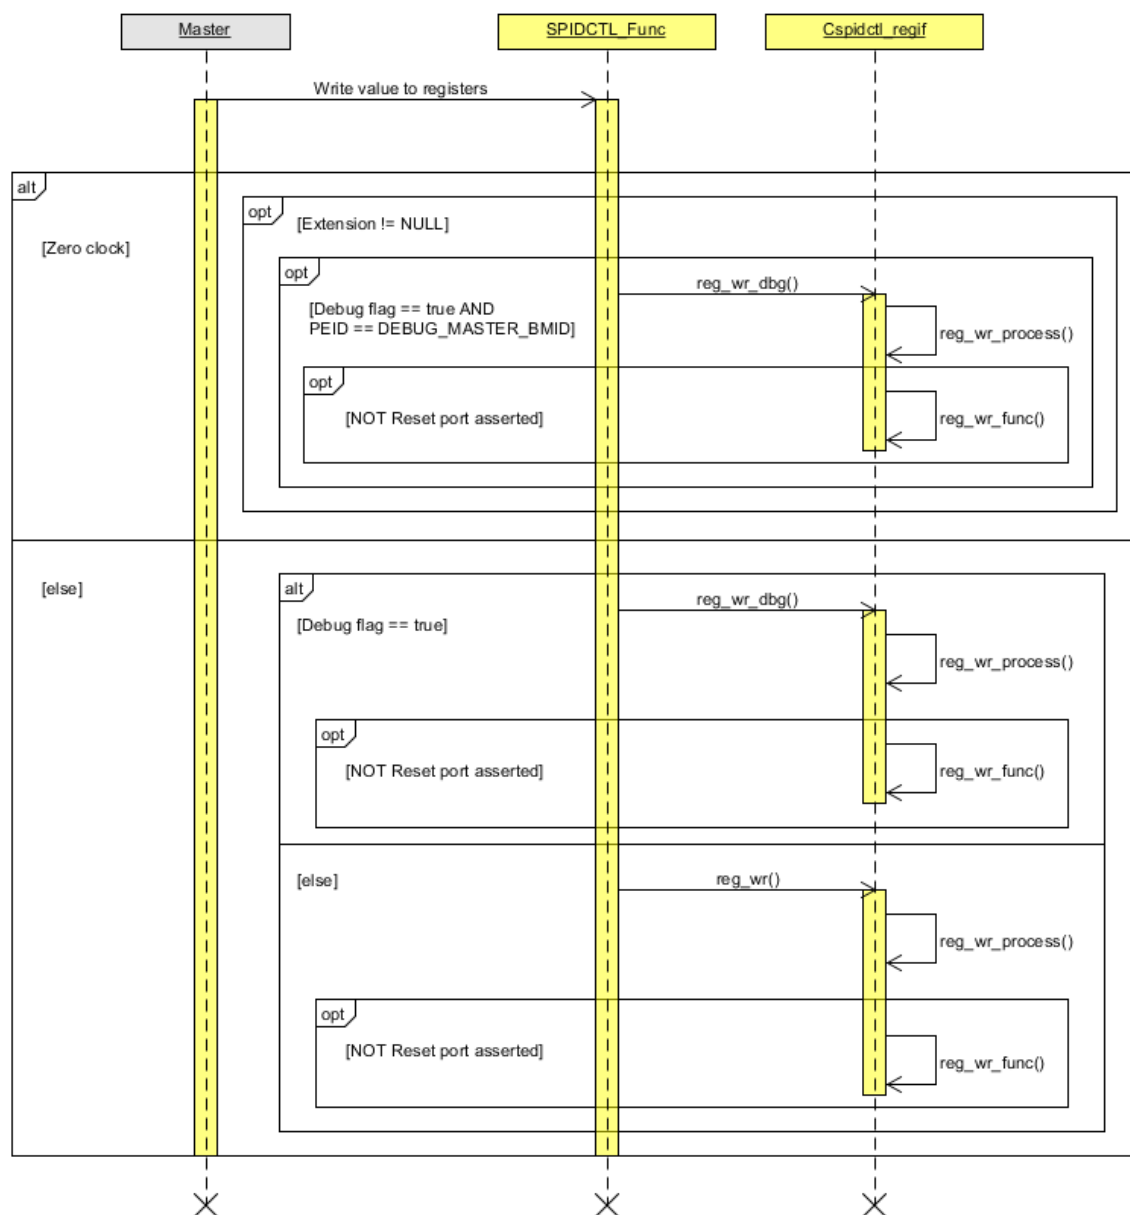 Master
SPIDCTL_Func
Cspidctl_regif
Write value to registers
alt
opt
[Extension != NULL]
[Zero clock]
opt
reg_wr_dbg()
[Debug flag == true AND
PEID == DEBUG_MASTER_BMID]
reg_wr_process()
opt
[NOT Reset port asserted]
reg_wr_func()
[else]
alt
reg_wr_dbg()
[Debug flag == true]
reg_wr_process()
opt
[NOT Reset port asserted]
reg_wr_func()
[else]
reg_wr()
reg_wr_process()
opt
[NOT Reset port asserted]
reg_wr_func()